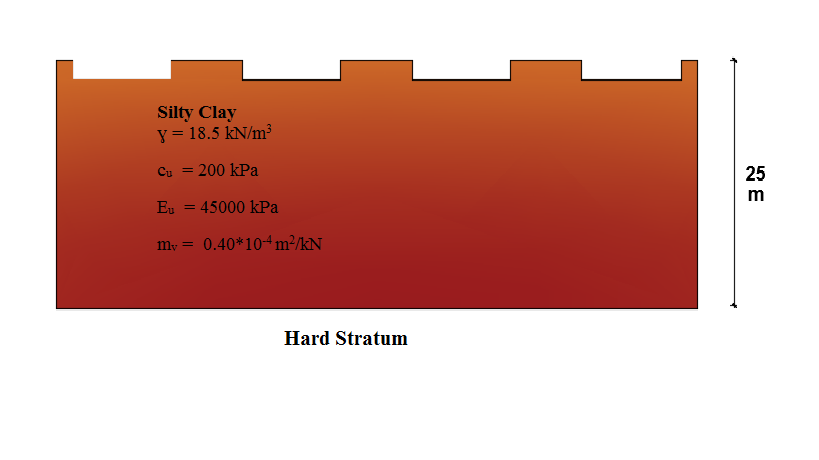 Silty Clay
γ = 18.5 kN/m³
cᵤ = 200 kPa
Eᵤ = 45000 kPa
mᵥ = 0.40*10⁻⁴ m²/kN
25
m
Hard Stratum